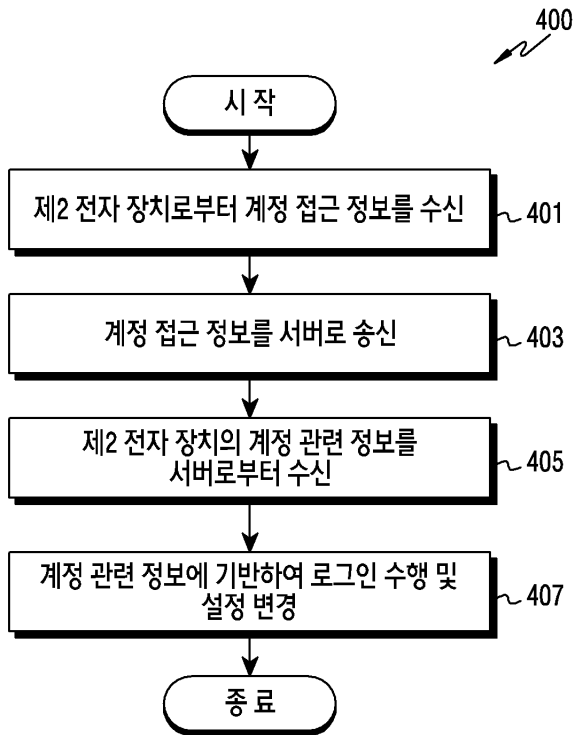 400
시 작
제2 전자 장치로부터 계정 접근 정보를 수신
401
계정 접근 정보를 서버로 송신
403
제2 전자 장치의 계정 관련 정보를
서버로부터 수신
405
계정 관련 정보에 기반하여 로그인 수행 및
설정 변경
407
종 료